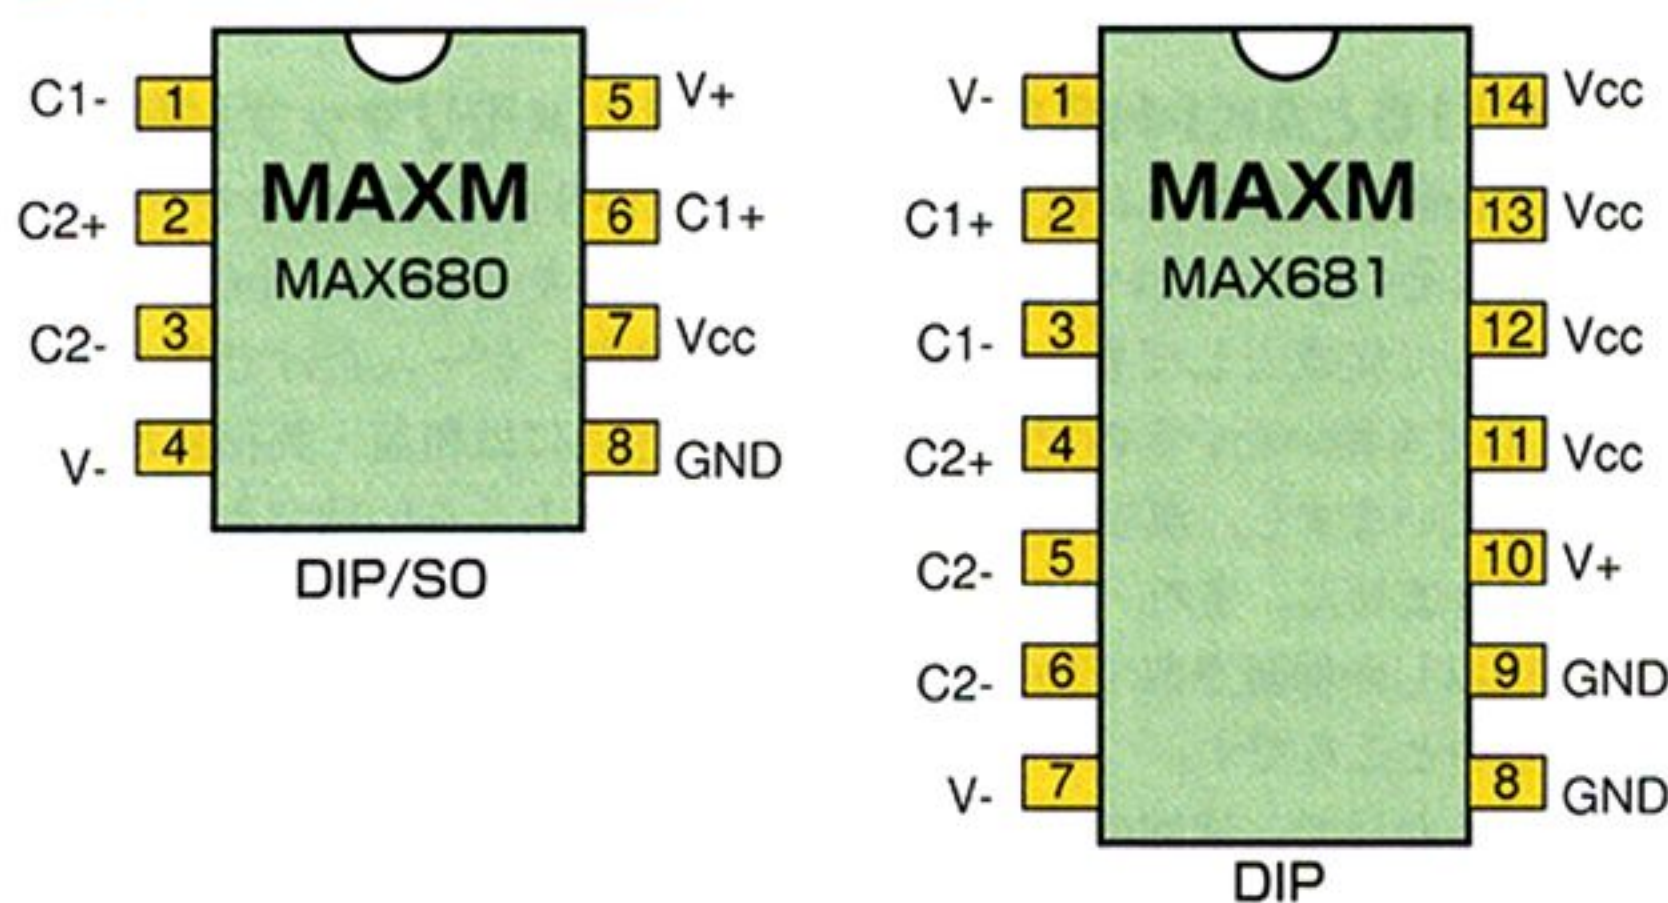 C1- 1 5 V+
C2+ 2 6 C1+
C2- 3 7 Vcc
V- 4 8 GND
MAXM
MAX680
DIP/SO
V- 1 14 Vcc
C1+ 2 13 Vcc
C1- 3 12 Vcc
C2+ 4 11 Vcc
C2- 5 10 V+
C2- 6 9 GND
V- 7 8 GND
MAXM
MAX681
DIP